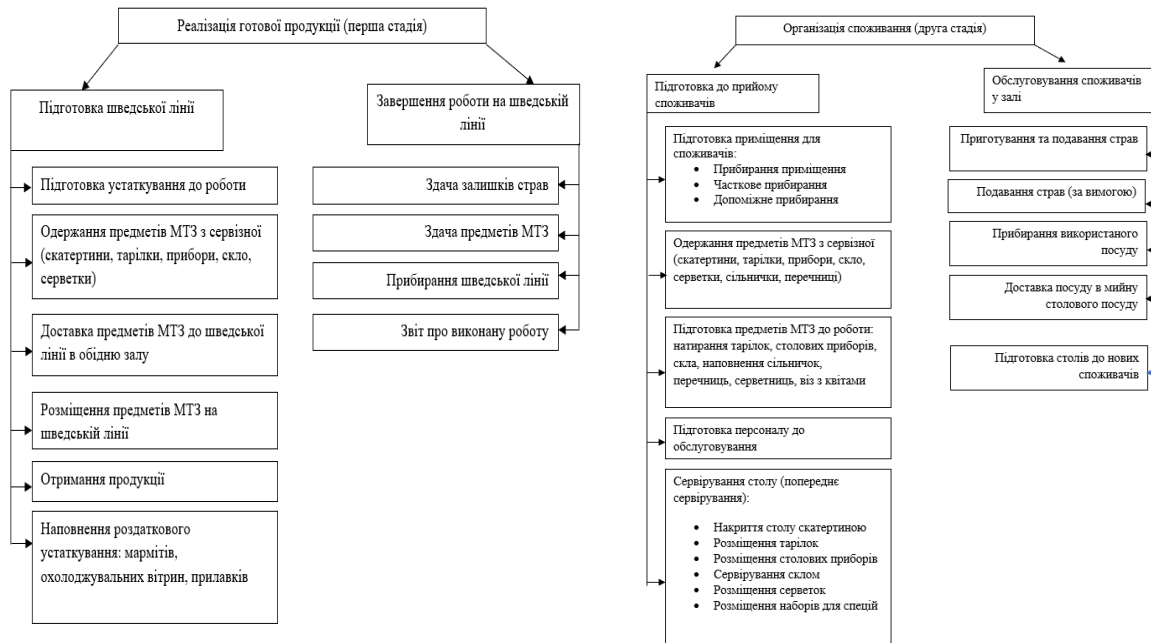 Реалізація готової продукції (перша стадія)
Підготовка шведської лінії
Підготовка устаткування до роботи
Одержання предметів МТЗ з сервізної
(скатертини, тарілки, прибори, скло,
серветки)
Доставка предметів МТЗ до шведської
лінії в обідню залу
Розміщення предметів МТЗ на
шведській лінії
Отримання продукції
Наповнення роздаткового
устаткування: мармітів,
охолоджувальних вітрин, прилавків
Завершення роботи на шведській
лінії
Здача залишків страв
Здача предметів МТЗ
Прибирання шведської лінії
Звіт про виконану роботу
Організація споживання (друга стадія)
Підготовка до прийому
споживачів
Підготовка приміщення для
споживачів:
• Прибирання приміщення
• Часткове прибирання
• Допоміжне прибирання
Одержання предметів МТЗ з сервізної
(скатертини, тарілки, прибори, скло,
серветки, сільнички, перечниці)
Підготовка предметів МТЗ до роботи:
натирання тарілок, столових приборів,
скла, наповнення сільничок,
перечниць, серветниць, віз з квітами
Підготовка персоналу до
обслуговування
Сервірування столу (попереднє
сервірування):
• Накриття столу скатертиною
• Розміщення тарілок
• Розміщення столових приборів
• Сервірування склом
• Розміщення серветок
• Розміщення наборів для спецій
Обслуговування споживачів
у залі
Приготування та подавання страв
Подавання страв (за вимогою)
Прибирання використаного
посуду
Доставка посуду в мийну
столового посуду
Підготовка столів до нових
споживачів